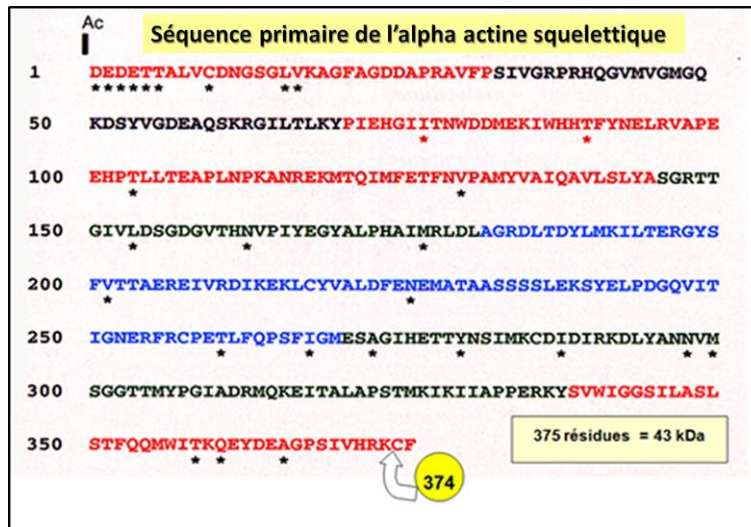 Ac
Séquence primaire de l'alpha actine squelettique
1 DEDETTALVCDNGSGLVKAGFAGDDAPRAVFPSIVGRPRHQGVMVGMGQ
****** * **
50 KDSYVGDEAQSKRGILTLKYPIEHGIITNWDDMEKIWHHTFYNELRVAPE
* *
100 EHPTLLTEAPLNPKANREKMTQIMFETFNVPAMYVAIQAVLSLYASGRTT
* *
150 GIVLDSGDGVTHNVPIYEGYALPHAIMRLDLAGRDLTDYLMKILTERGYS
* * *
200 FVTTAEREIVRDIKEKLCYVALDFENEMATAASSSSLEKSYELPDGQVIT
* *
250 IGNERFRCPETLFQPSFIGMESAGIHETTYNSIMKCDIDIRKDLYANNVM
* * * * * * *
300 SGGTTMYPGIADRMQKEITALAPSTMKIKIIAPPERKYSVWIGGSILASL
350 STFQQMWITKQEYDEAGPSIVHRKCF
* * *
375 résidues = 43 kDa
374